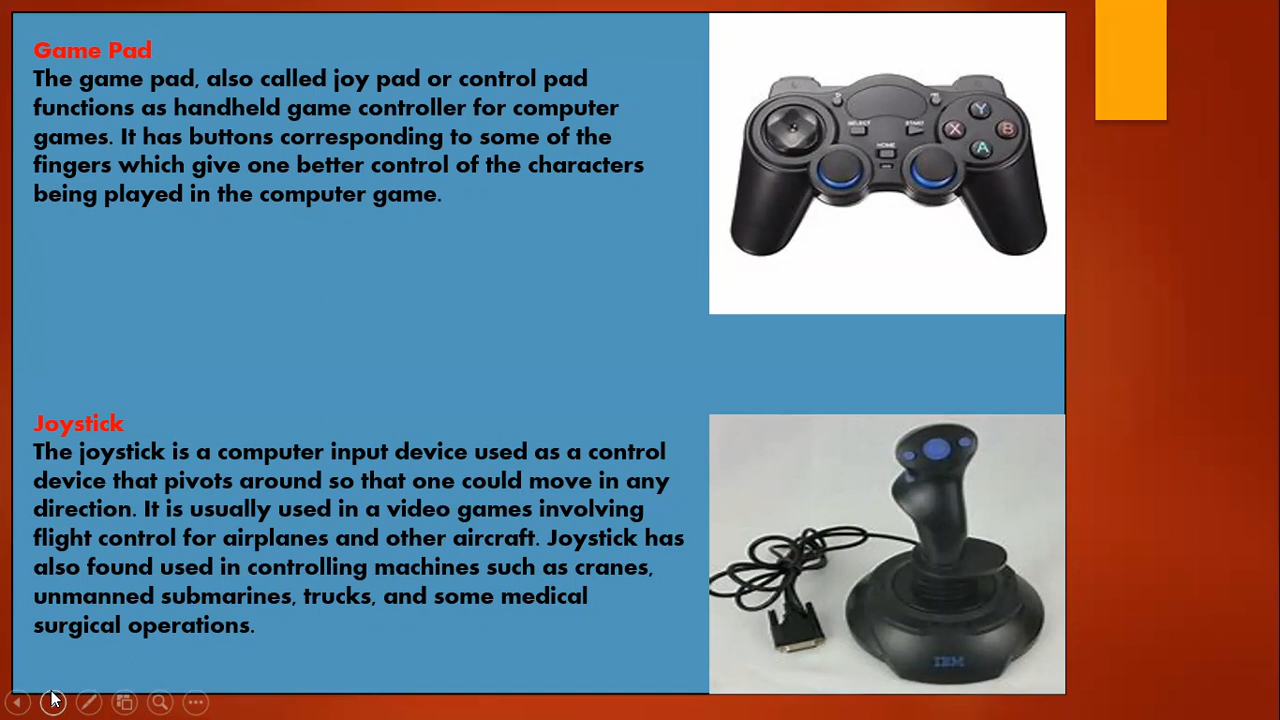 Game Pad
The game pad, also called joy pad or control pad
functions as handheld game controller for computer
games. It has buttons corresponding to some of the
fingers which give one better control of the characters
being played in the computer game.
SELECT
START
HOME
Y
X
B
A
Joystick
The joystick is a computer input device used as a control
device that pivots around so that one could move in any
direction. It is usually used in a video games involving
flight control for airplanes and other aircraft. Joystick has
also found used in controlling machines such as cranes,
unmanned submarines, trucks, and some medical
surgical operations.
IBM